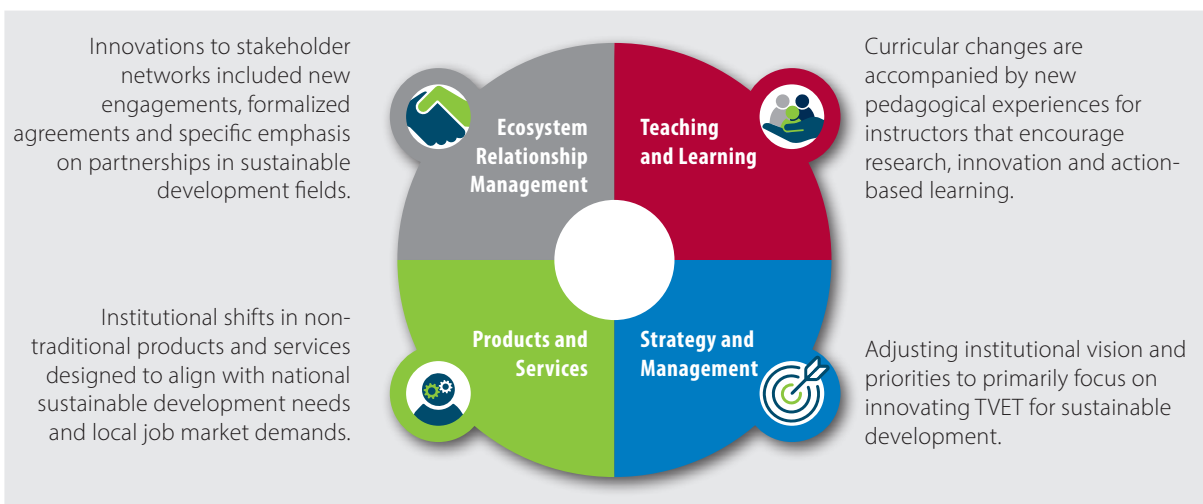 Innovations to stakeholder
networks included new
engagements, formalized
agreements and specific emphasis
on partnerships in sustainable
development fields.
Ecosystem
Relationship
Management
Teaching
and Learning
Curricular changes are
accompanied by new
pedagogical experiences for
instructors that encourage
research, innovation and action-
based learning.
Institutional shifts in non-
traditional products and services
designed to align with national
sustainable development needs
and local job market demands.
Products and
Services
Strategy and
Management
Adjusting institutional vision and
priorities to primarily focus on
innovating TVET for sustainable
development.